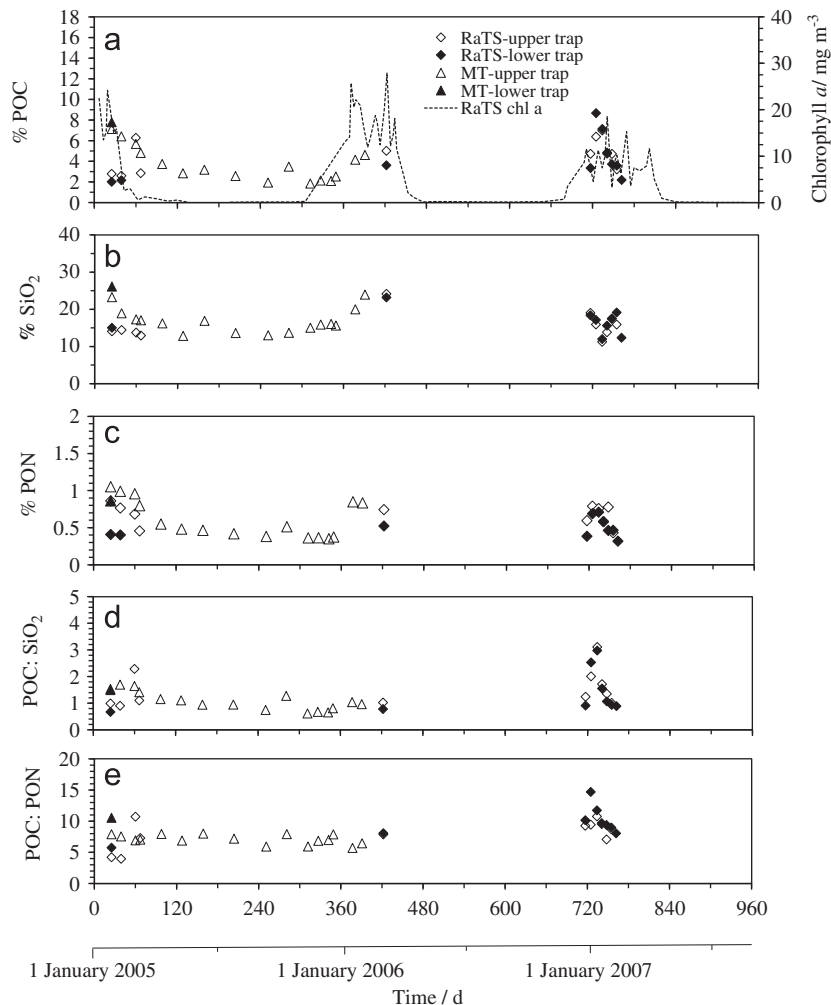 a
% POC
18
16
14
12
10
8
6
4
2
0
RaTS-upper trap
RaTS-lower trap
MT-upper trap
MT-lower trap
RaTS chl a
40
30
20
10
0
Chlorophyll a/ mg m⁻³
b
% SiO₂
40
30
20
10
0
c
% PON
2
1.5
1
0.5
0
d
POC: SiO₂
5
4
3
2
1
0
e
POC: PON
20
15
10
5
0
0 120 240 360 480 600 720 840 960
1 January 2005 1 January 2006 1 January 2007
Time / d